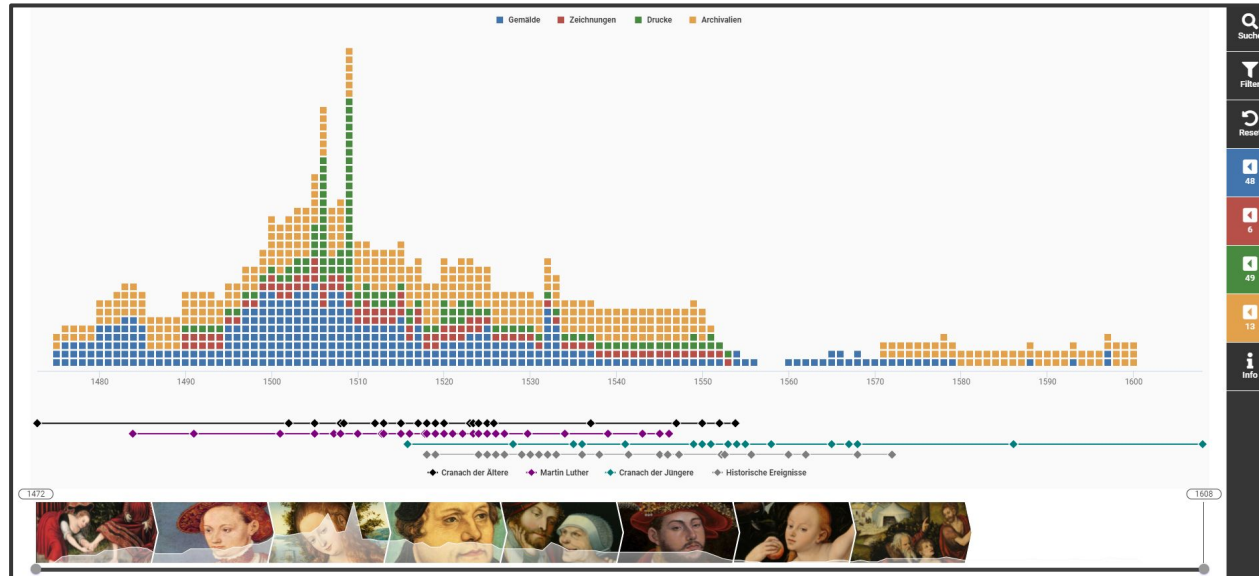 Gemälde Zeichnungen Drucke Archivalien
1480 1490 1500 1510 1520 1530 1540 1550 1560 1570 1580 1590 1600
Cranach der Ältere Martin Luther Cranach der Jüngere Historische Ereignisse
1472 1608
Suche
Filter
Reset
48
6
49
13
Info